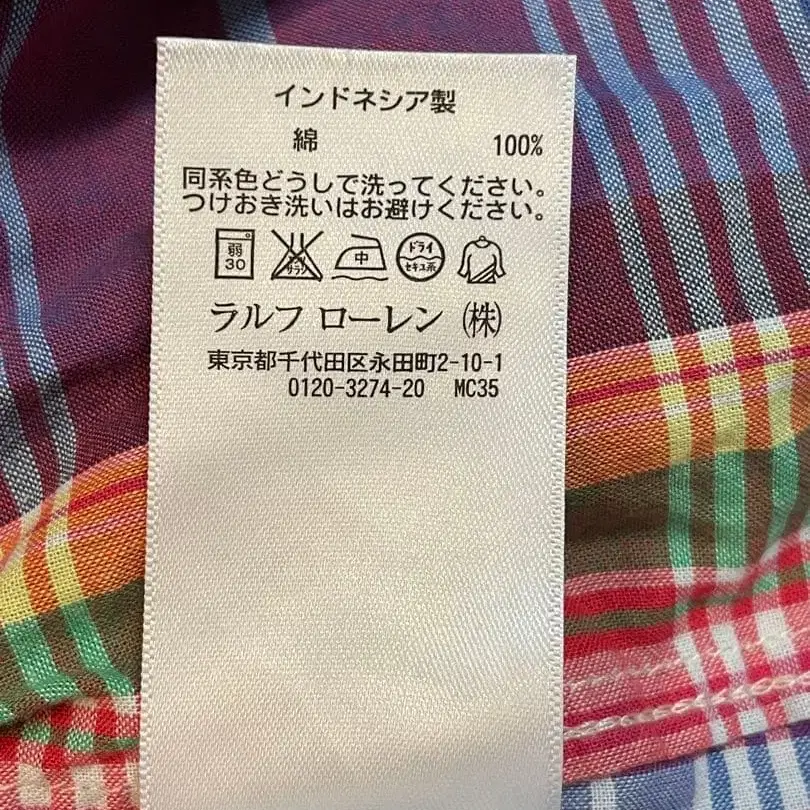 インドネシア製
綿 100%
同系色どうしで洗ってください。
つけおき洗いはお避けください。
弱 30 中 ドライ セキユ系
ラルフ ローレン ㈱
東京都千代田区永田町2-10-1
0120-3274-20 MC35